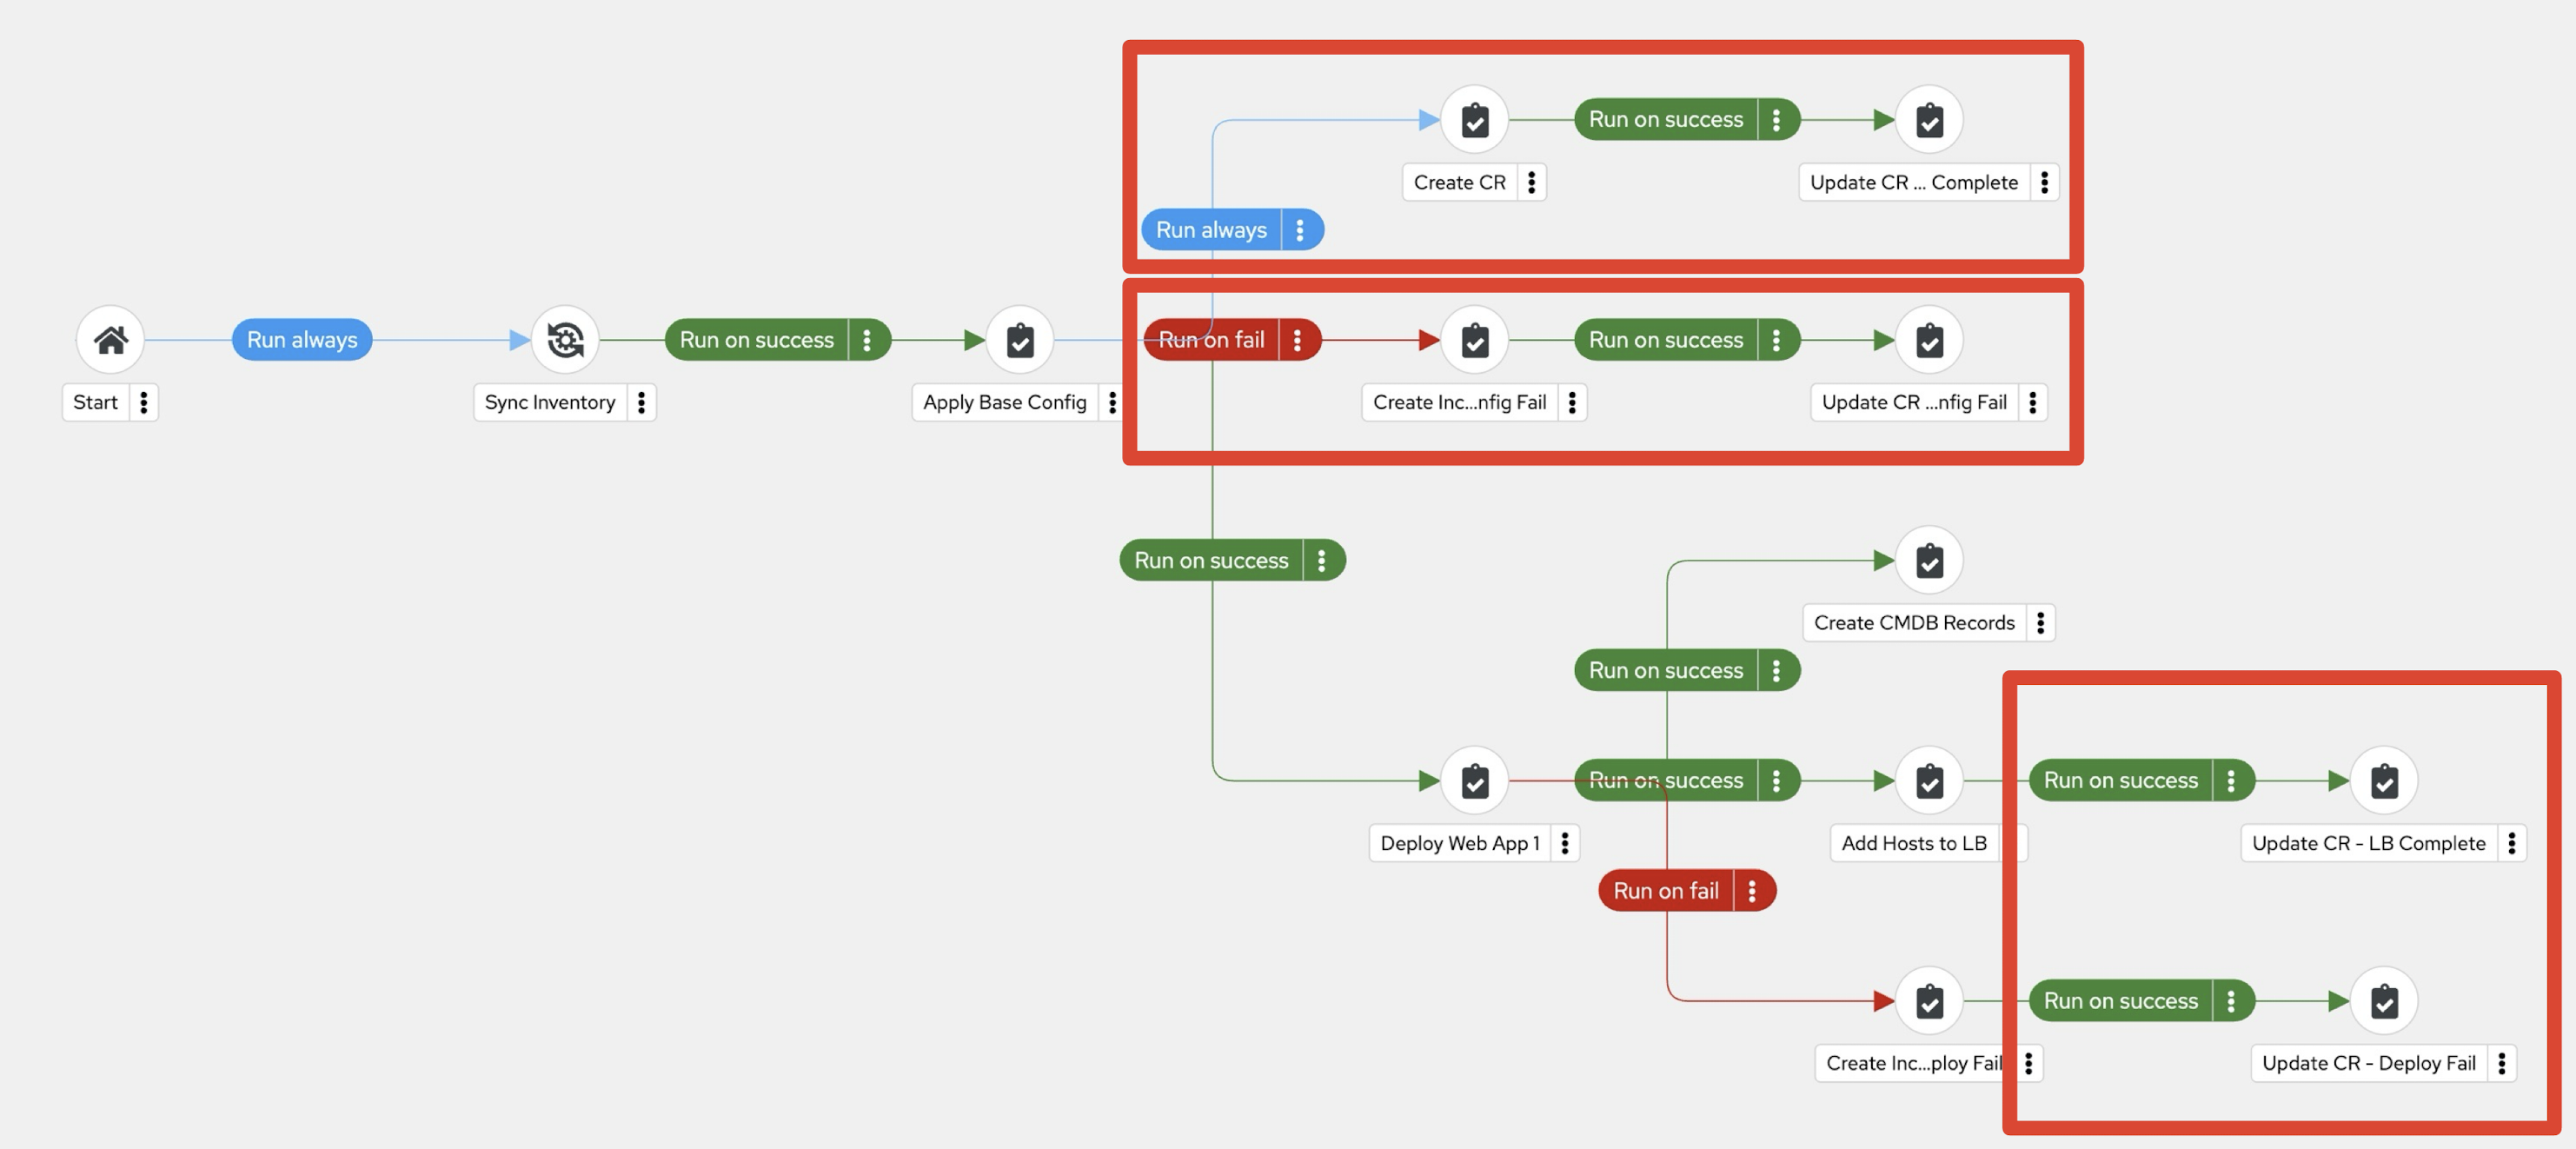 Run on success
Create CR
Update CR ... Complete
Run always
Run always
Run on success
Run on fail
Run on success
Start
Sync Inventory
Apply Base Config
Create Inc...nfig Fail
Update CR ...nfig Fail
Run on success
Create CMDB Records
Run on success
Run on success
Run on success
Deploy Web App 1
Add Hosts to LB
Update CR - LB Complete
Run on fail
Run on success
Create Inc...ploy Fail
Update CR - Deploy Fail